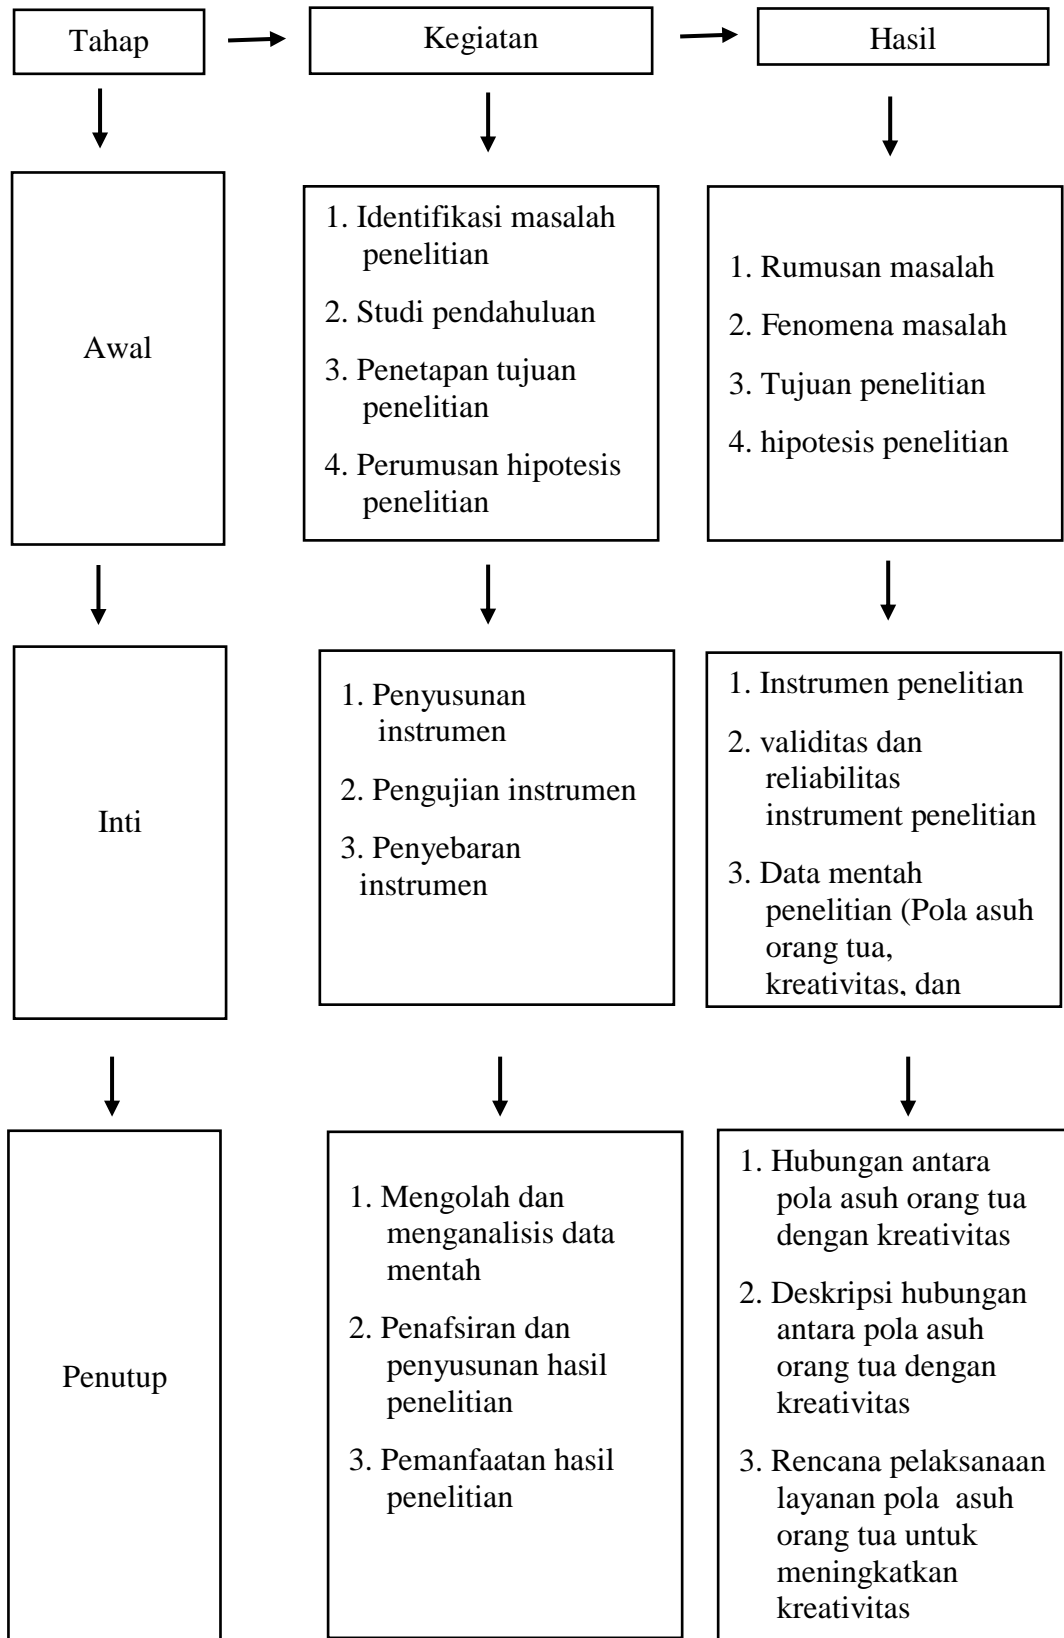 Tahap
Kegiatan
Hasil
Awal
1. Identifikasi masalah
penelitian
2. Studi pendahuluan
3. Penetapan tujuan
penelitian
4. Perumusan hipotesis
penelitian
1. Rumusan masalah
2. Fenomena masalah
3. Tujuan penelitian
4. hipotesis penelitian
Inti
1. Penyusunan
instrumen
2. Pengujian instrumen
3. Penyebaran
instrumen
1. Instrumen penelitian
2. validitas dan
reliabilitas
instrument penelitian
3. Data mentah
penelitian (Pola asuh
orang tua,
kreativitas, dan
Penutup
1. Mengolah dan
menganalisis data
mentah
2. Penafsiran dan
penyusunan hasil
penelitian
3. Pemanfaatan hasil
penelitian
1. Hubungan antara
pola asuh orang tua
dengan kreativitas
2. Deskripsi hubungan
antara pola asuh
orang tua dengan
kreativitas
3. Rencana pelaksanaan
layanan pola  asuh
orang tua untuk
meningkatkan
kreativitas